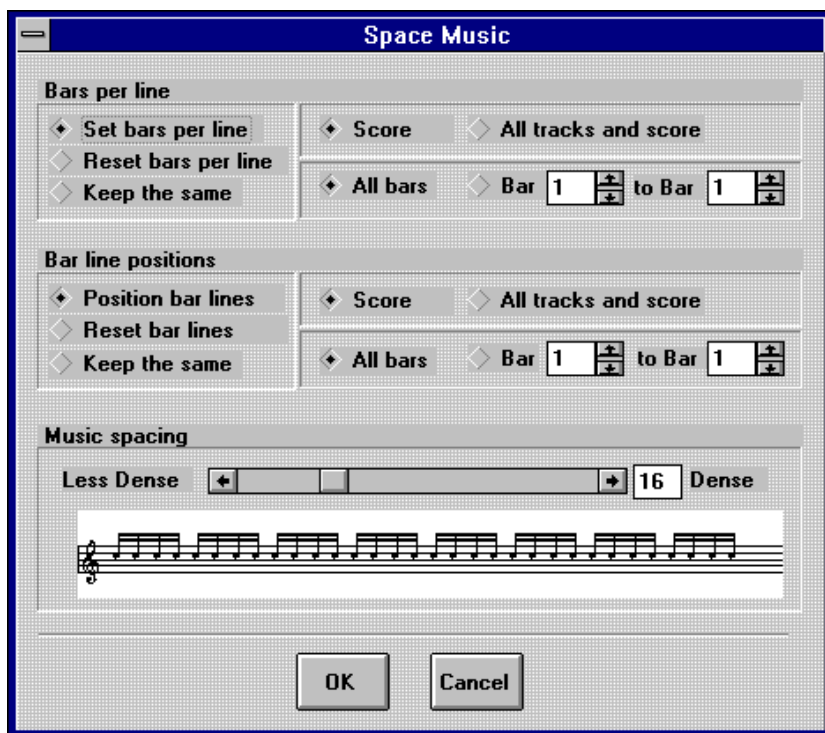 Space Music
Bars per line
Set bars per line
Reset bars per line
Keep the same
Score All tracks and score
All bars Bar 1 to Bar 1
Bar line positions
Position bar lines
Reset bar lines
Keep the same
Score All tracks and score
All bars Bar 1 to Bar 1
Music spacing
Less Dense 16 Dense
OK Cancel